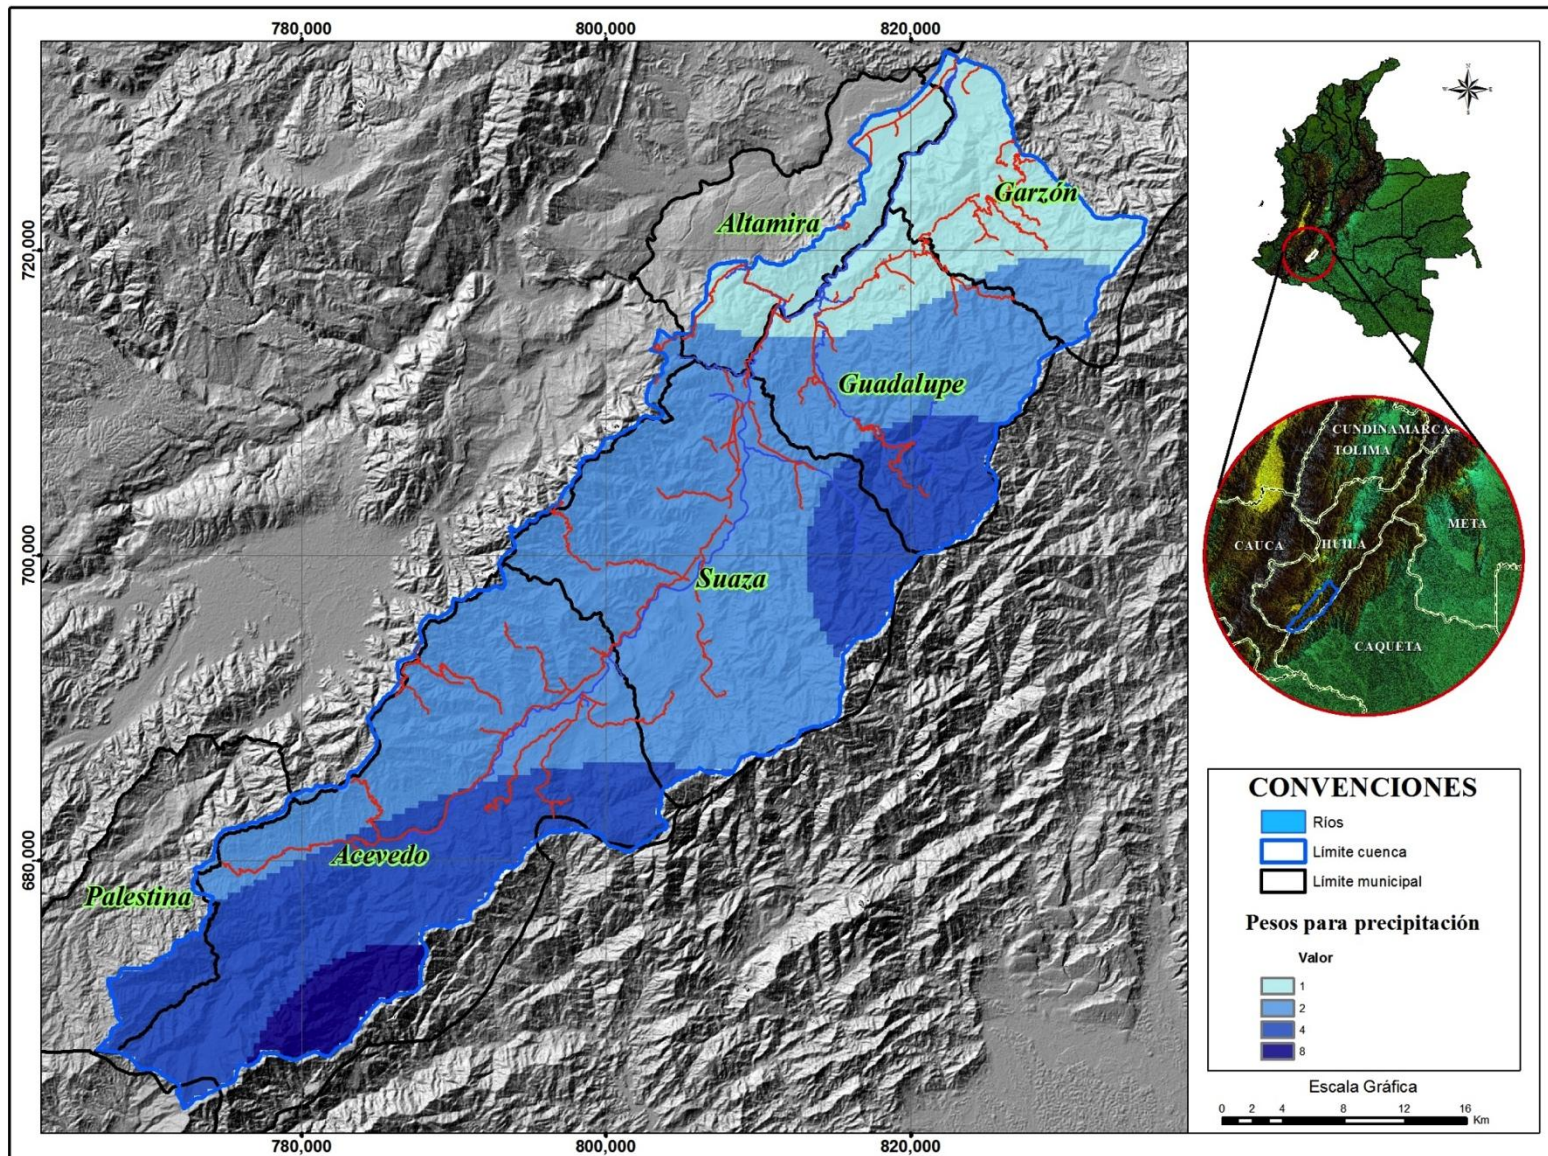 780,000
800,000
820,000
720,000
700,000
680,000
Garzón
Altamira
Guadalupe
Suaza
Acevedo
Palestina
780,000
800,000
820,000
CUNDINAMARCA
TOLIMA
META
CAUCA
HUILA
CAQUETA
CONVENCIONES
Ríos
Límite cuenca
Límite municipal
Pesos para precipitación
Valor
1
2
4
8
Escala Gráfica
0 2 4 8 12 16
Km